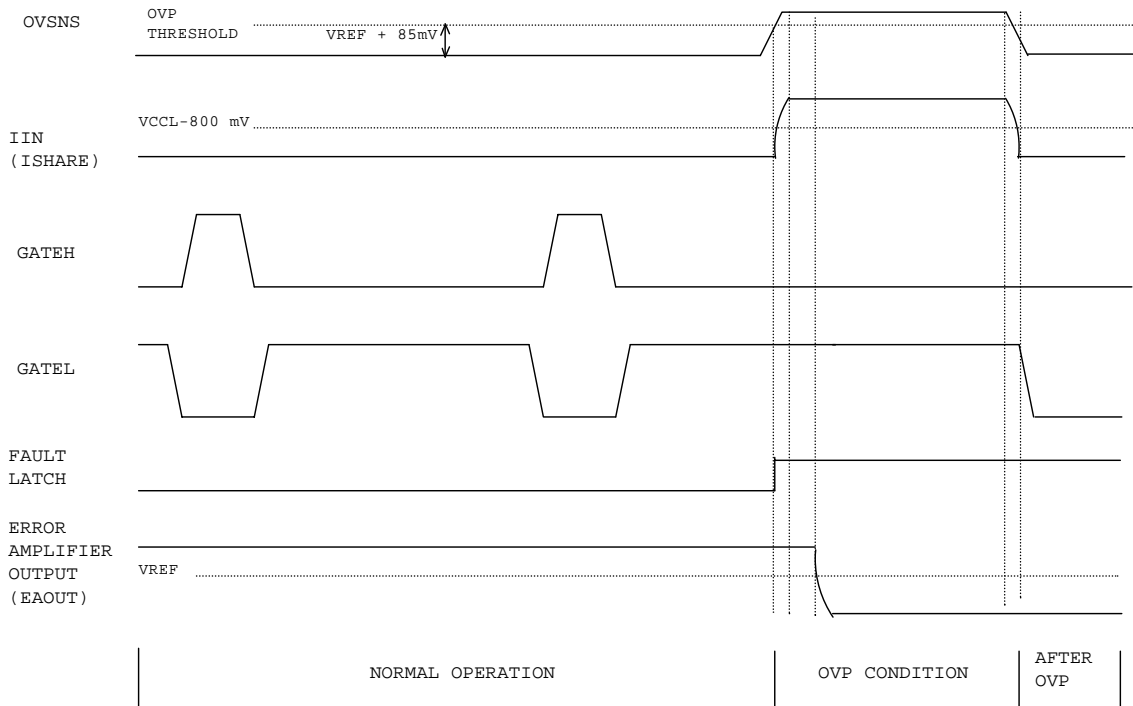 OVSNS
OVP
THRESHOLD
VREF + 85mV
VCCL-800 mV
IIN
(ISHARE)
GATEH
GATEL
FAULT
LATCH
ERROR
AMPLIFIER
OUTPUT
(EAOUT)
VREF
NORMAL OPERATION
OVP CONDITION
AFTER
OVP